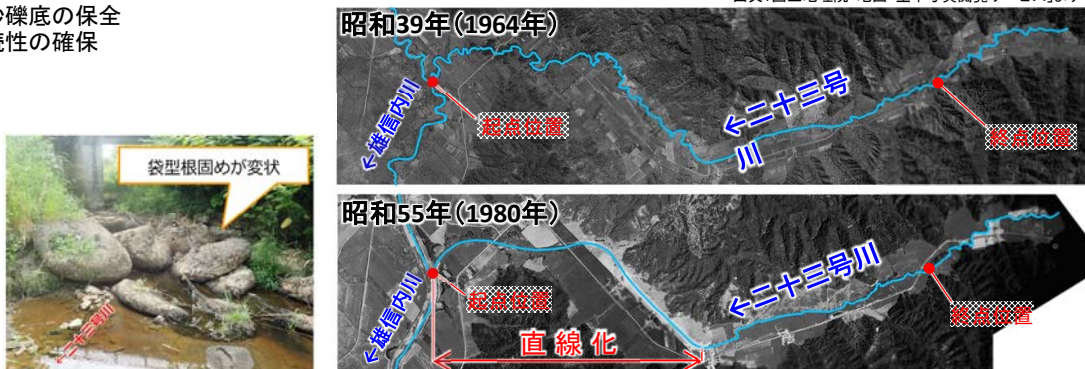 砂礫底の保全
続性の確保
袋型根固めが変状
←二十三号川
昭和39年（1964年）
←雄信内川
起点位置
←二十三号
川
終点位置
昭和55年（1980年）
←雄信内川
起点位置
←二十三号川
終点位置
直線化